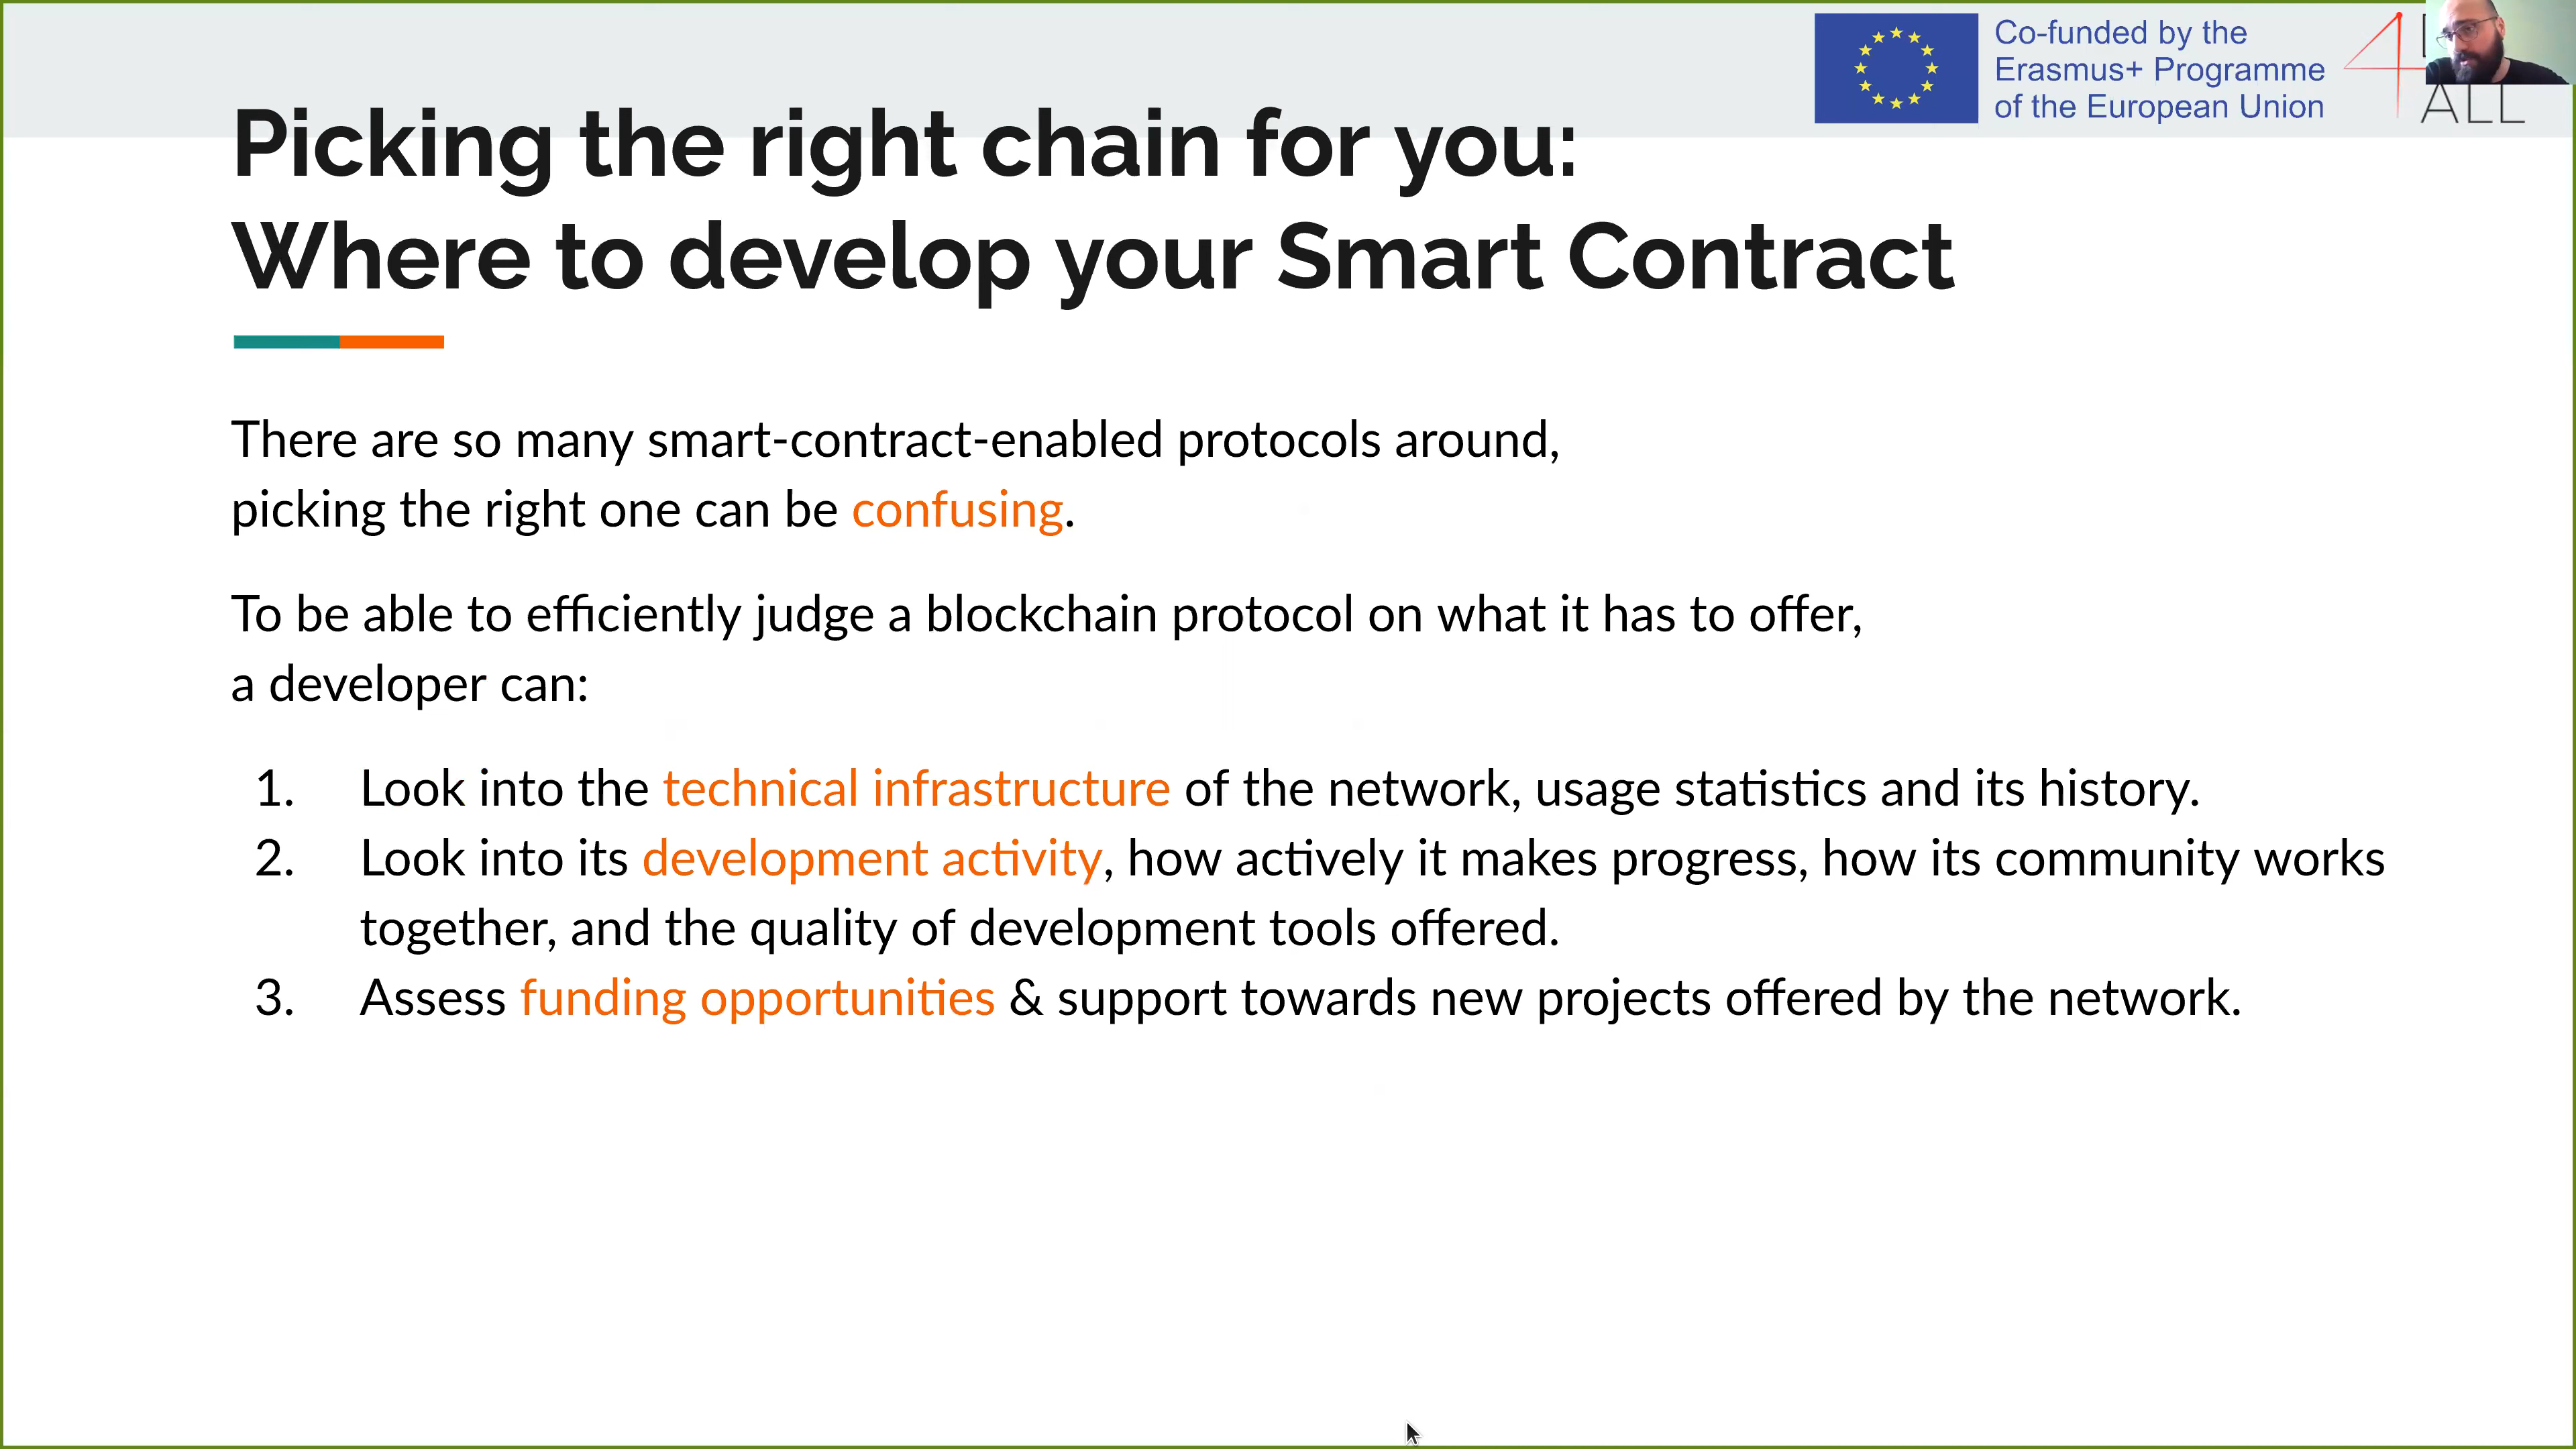 Co-funded by the
Erasmus+ Programme
of the European Union
4
ALL
Picking the right chain for you:
Where to develop your Smart Contract
There are so many smart-contract-enabled protocols around,
picking the right one can be confusing.
To be able to efficiently judge a blockchain protocol on what it has to offer,
a developer can:
1. Look into the technical infrastructure of the network, usage statistics and its history.
2. Look into its development activity, how actively it makes progress, how its community works
together, and the quality of development tools offered.
3. Assess funding opportunities & support towards new projects offered by the network.